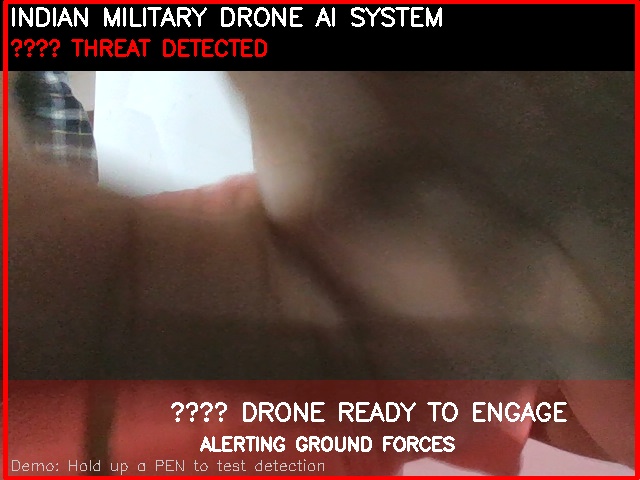 INDIAN MILITARY DRONE AI SYSTEM
???? THREAT DETECTED
???? DRONE READY TO ENGAGE
ALERTING GROUND FORCES
Demo: Hold up a PEN to test detection